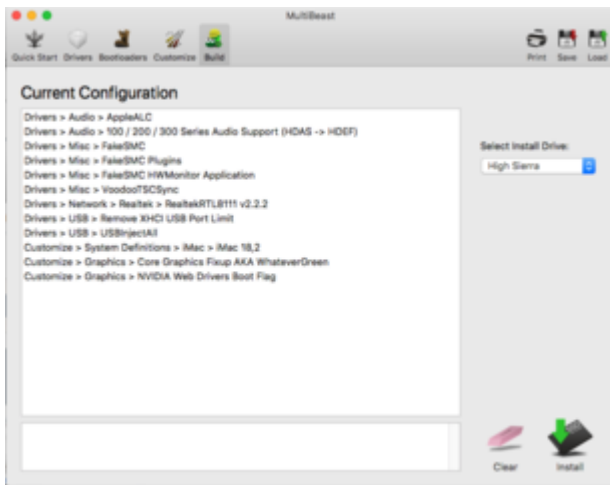 MultiBeast
Quick Start Drivers Bootloaders Customize Build Print Save Load
Current Configuration
Drivers > Audio > AppleALC
Drivers > Audio > 100 / 200 / 300 Series Audio Support (HDAS -> HDEF)
Drivers > Misc > FakeSMC
Drivers > Misc > FakeSMC Plugins
Drivers > Misc > FakeSMC HWMonitor Application
Drivers > Misc > VoodooTSCSync
Drivers > Network > Realtek > RealtekRTL8111 v2.2.2
Drivers > USB > Remove XHCI USB Port Limit
Drivers > USB > USBInjectAll
Customize > System Definitions > iMac > iMac 18,2
Customize > Graphics > Core Graphics Fixup AKA WhateverGreen
Customize > Graphics > NVIDIA Web Drivers Boot Flag
Select Install Drive:
High Sierra
Clear Install